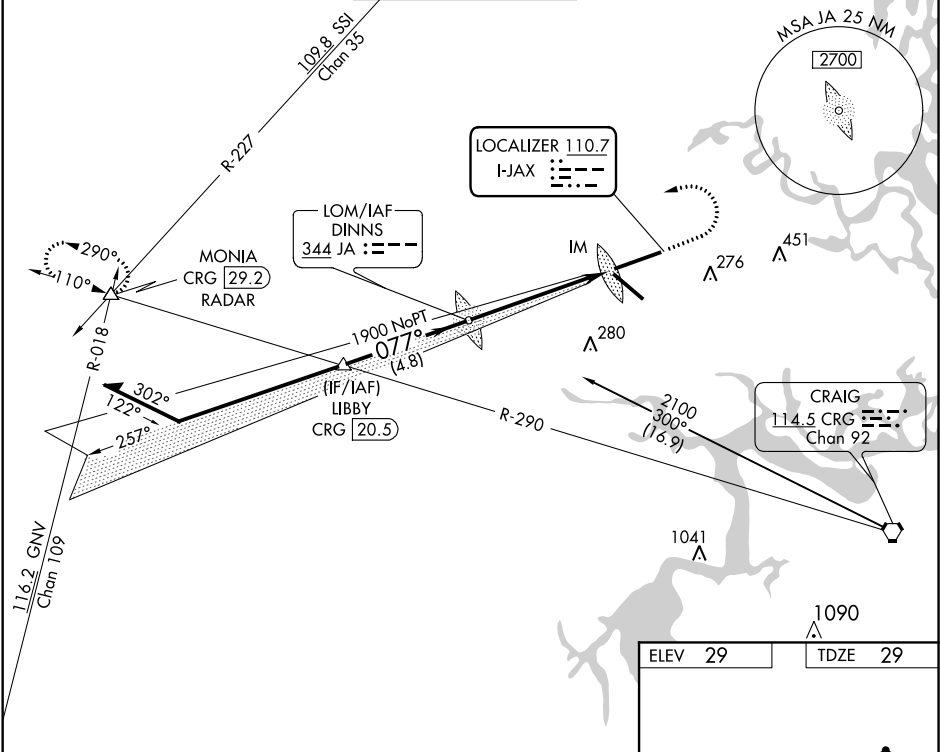 109.8 SSI
Chan 35
R-227
MSA JA 25 NM
2700
LOCALIZER 110.7
I-JAX
LOM/IAF
DINNS
344 JA
IM
276
451
290°
110°
MONIA
CRG 29.2
RADAR
R-018
1900 NoPT
077°
(4.8)
280
302°
122°
257°
(IF/IAF)
LIBBY
CRG 20.5
R-290
2100
300°
(16.9)
CRAIG
114.5 CRG
Chan 92
116.2 GNV
Chan 109
1041
1090
ELEV 29
TDZE 29